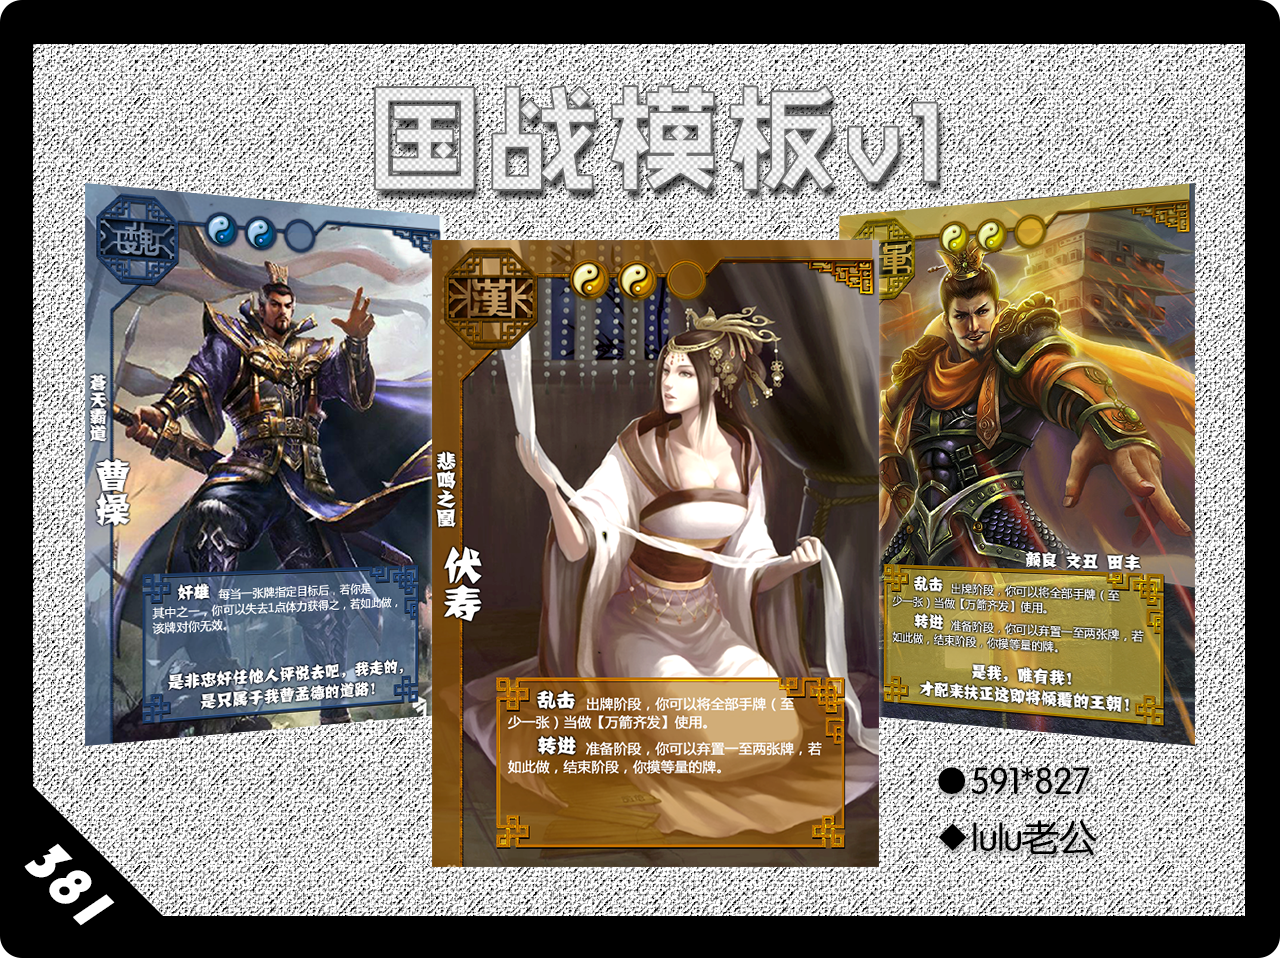 国战模板v1
魏
蒼天霸道
曹操
奸雄 每当一张牌指定目标后，若你是
其中之一，你可以失去1点体力获得之，若如此做，
该牌对你无效。
是非忠奸任他人评说去吧，我走的，
是只属于我曹孟德的道路！
漢
悲鸣之凰
伏寿
乱击 出牌阶段，你可以将全部手牌（至
少一张）当做【万箭齐发】使用。
转进 准备阶段，你可以弃置一至两张牌，若
如此做，结束阶段，你摸等量的牌。
颜良 文丑 田丰
乱击 出牌阶段，你可以将全部手牌（至
少一张）当做【万箭齐发】使用。
转进 准备阶段，你可以弃置一至两张牌，若
如此做，结束阶段，你摸等量的牌。
是我，唯有我！
才配来扶正这即将倾覆的王朝！
●591*827
◆lulu老公
381